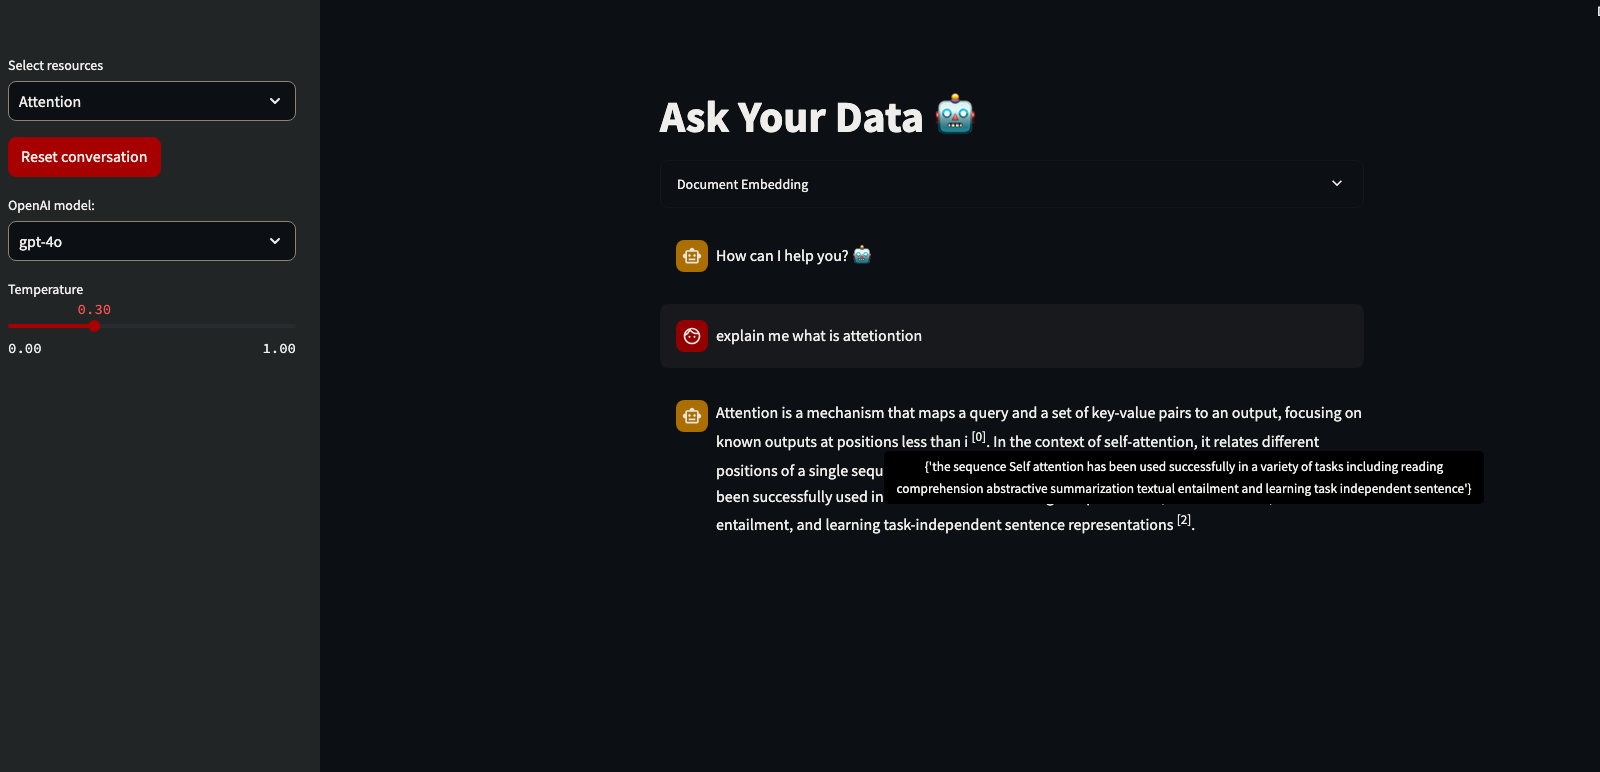 Select resources
Attention
Reset conversation
OpenAI model:
gpt-4o
Temperature
0.30
0.00 1.00
Ask Your Data
Document Embedding
How can I help you?
explain me what is attetiontion
Attention is a mechanism that maps a query and a set of key-value pairs to an output, focusing on
known outputs at positions less than i [0]. In the context of self-attention, it relates different
positions of a single sequ
{'the sequence Self attention has been used successfully in a variety of tasks including reading
comprehension abstractive summarization textual entailment and learning task independent sentence'}
been successfully used in
entailment, and learning task-independent sentence representations [2].